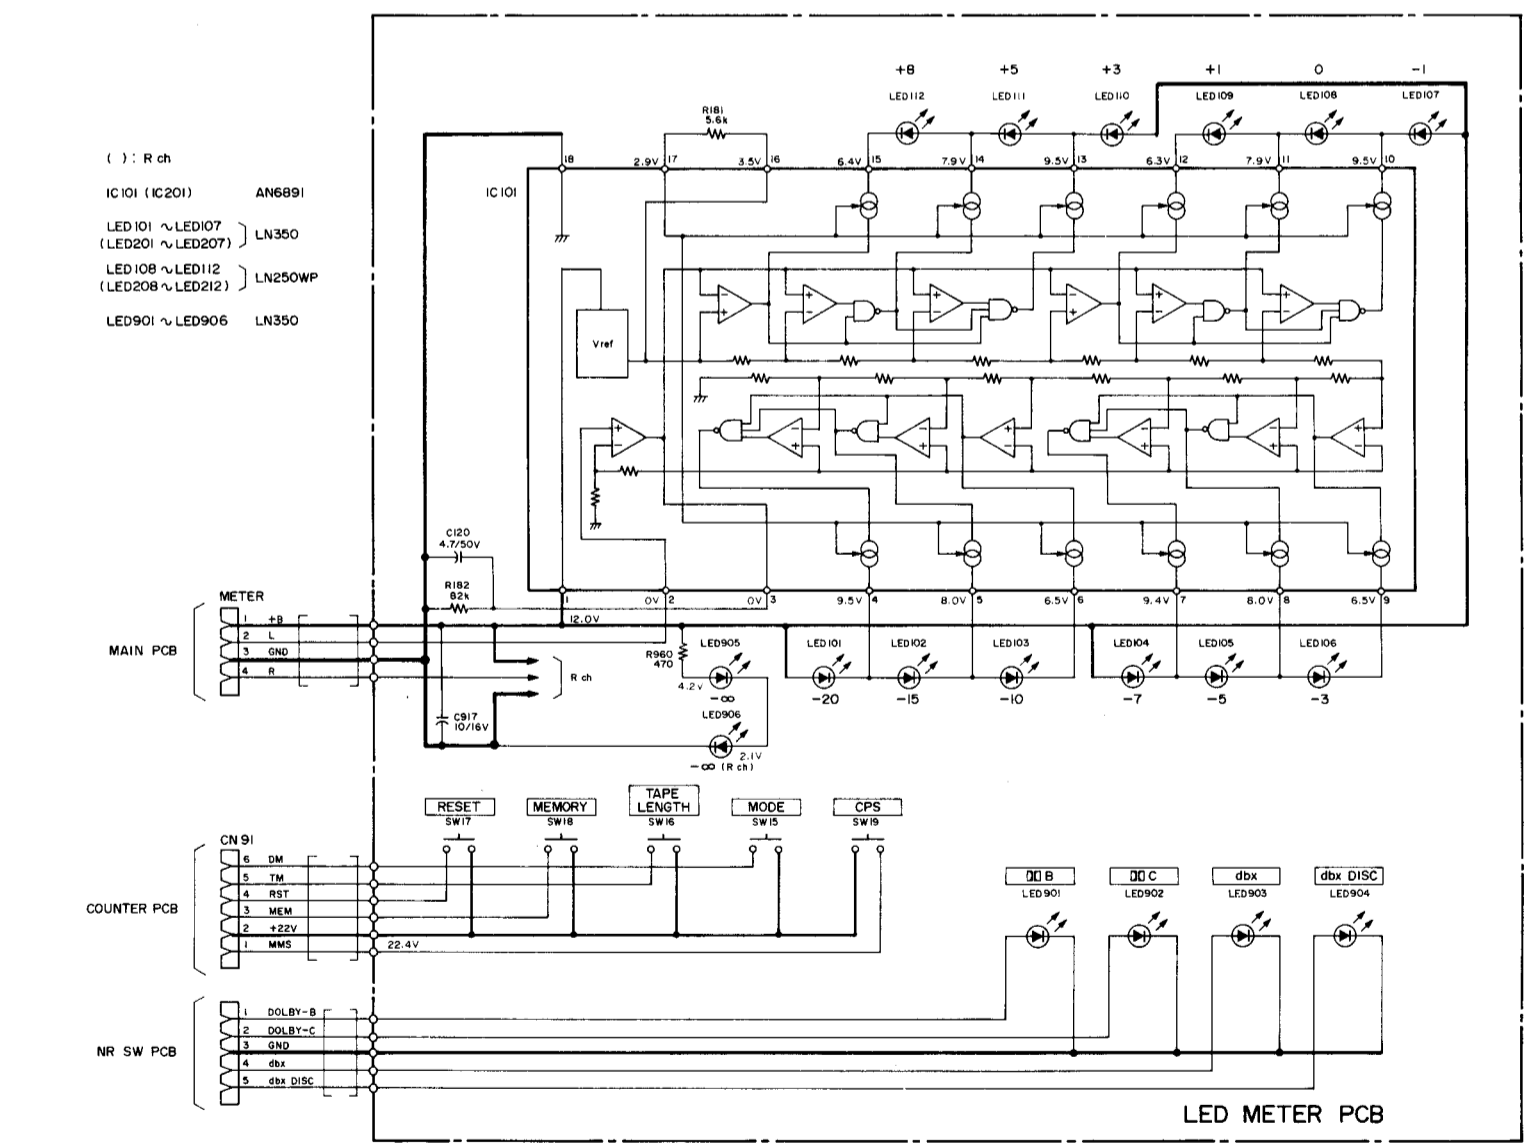 +8 +5 +3 +1 0 -1
LED112 LED111 LED110 LED109 LED108 LED107
R181
5.6k
( ) : R ch
IC101 (IC201) AN6891
LED101 ~ LED107
(LED201 ~ LED207) LN350
LED108 ~ LED112
(LED208 ~ LED212) LN250WP
LED901 ~ LED906 LN350
18 2.9V 17 3.5V 16 6.4V 15 7.9V 14 9.5V 13 6.3V 12 7.9V 11 9.5V 10
IC101
Vref
C120
4.7/50V
R182
82k
1 0V 2 0V 3 9.5V 4 8.0V 5 6.5V 6 9.4V 7 8.0V 8 6.5V 9
12.0V
METER
MAIN PCB
1 +B
2 L
3 GND
4 R
R ch
R960
470
LED905
4.2V
-∞
LED906
2.1V
-∞ (R ch)
C917
10/16V
LED101 LED102 LED103 LED104 LED105 LED106
-20 -15 -10 -7 -5 -3
RESET MEMORY TAPE LENGTH MODE CPS
SW17 SW18 SW16 SW15 SW19
CN91
COUNTER PCB
6 DM
5 TM
4 RST
3 MEM
2 +22V
1 MMS
22.4V
B C dbx dbx DISC
LED901 LED902 LED903 LED904
NR SW PCB
1 DOLBY-B
2 DOLBY-C
3 GND
4 dbx
5 dbx DISC
LED METER PCB